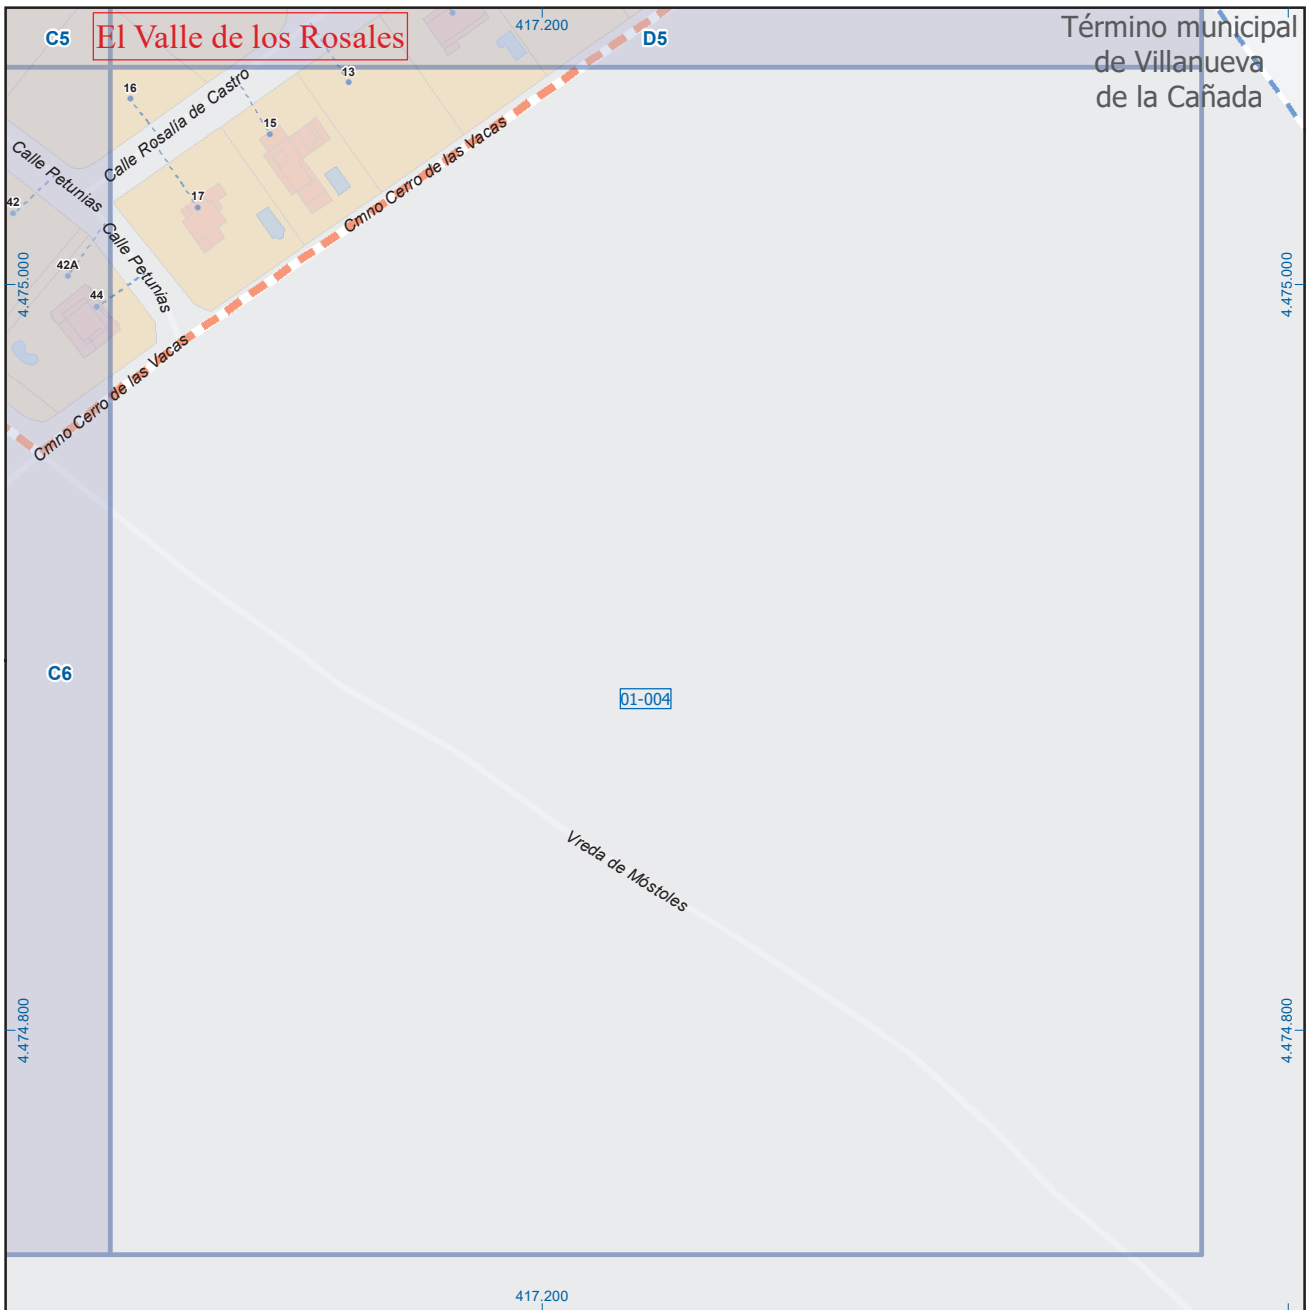 C5
El Valle de los Rosales
417.200
D5
Término municipal
de Villanueva
de la Cañada
16
13
15
17
Calle Rosalía de Castro
Calle Petunias
Calle Petunias
Cmno Cerro de las Vacas
42
42A
44
4.475.000
4.475.000
Cmno Cerro de las Vacas
C6
01-004
Vreda de Móstoles
4.474.800
4.474.800
417.200